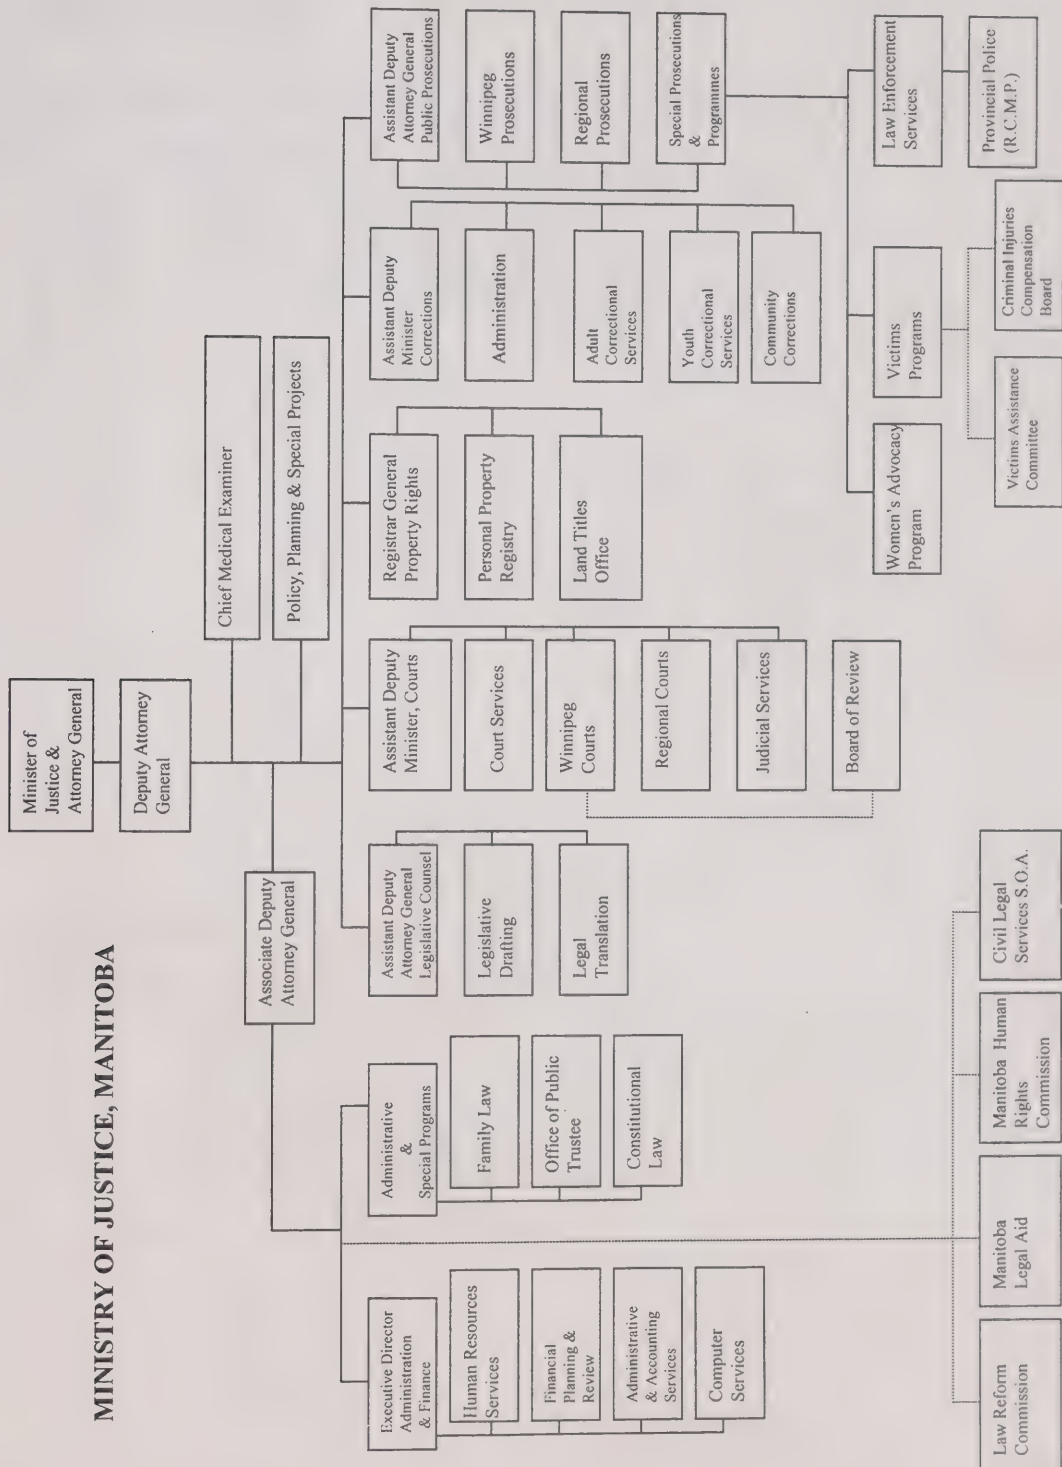 MINISTRY OF JUSTICE, MANITOBA
Minister of
Justice &
Attorney General
Deputy Attorney
General
Chief Medical Examiner
Policy, Planning & Special Projects
Associate Deputy
Attorney General
Executive Director
Administration
& Finance
Human Resources
Services
Financial
Planning &
Review
Administrative
& Accounting
Services
Computer
Services
Administrative
&
Special Programs
Family Law
Office of Public
Trustee
Constitutional
Law
Assistant Deputy
Attorney General
Legislative Counsel
Legislative
Drafting
Legal
Translation
Assistant Deputy
Minister, Courts
Court Services
Winnipeg
Courts
Regional Courts
Judicial Services
Board of Review
Registrar General
Property Rights
Personal Property
Registry
Land Titles
Office
Assistant Deputy
Minister
Corrections
Administration
Adult
Correctional
Services
Youth
Correctional
Services
Community
Corrections
Assistant Deputy
Attorney General
Public Prosecutions
Winnipeg
Prosecutions
Regional
Prosecutions
Special Prosecutions
&
Programmes
Women's Advocacy
Program
Victims
Programs
Law Enforcement
Services
Victims Assistance
Committee
Criminal Injuries
Compensation
Board
Provincial Police
(R.C.M.P.)
Law Reform
Commission
Manitoba
Legal Aid
Manitoba Human
Rights
Commission
Civil Legal
Services S.O.A.